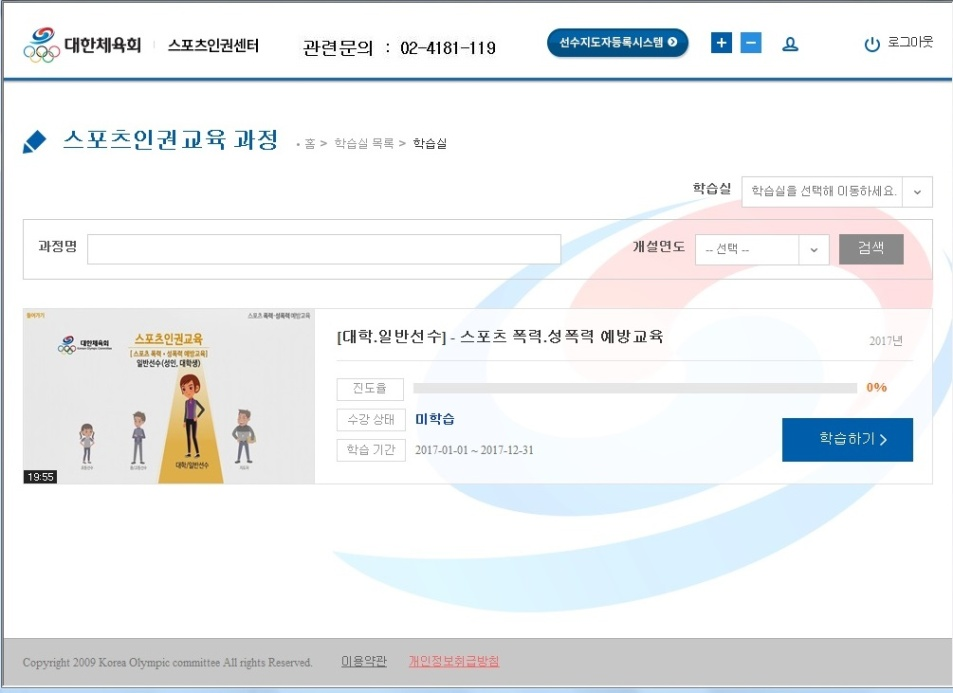 대한체육회 스포츠인권센터 관련문의 : 02-4181-119 선수지도자등록시스템 + - 로그아웃
스포츠인권교육 과정 · 홈 > 학습실 목록 > 학습실
학습실 학습실을 선택해 이동하세요.
과정명 개설연도 -- 선택 -- 검색
돌아가기 스포츠 폭력·성폭력 예방교육
대한체육회 스포츠인권교육
[스포츠 폭력·성폭력 예방교육]
일반선수(성인, 대학생)
대학/일반선수
지도자
19:55
[대학.일반선수] - 스포츠 폭력.성폭력 예방교육 2017년
진도율 0%
수강 상태 미학습
학습 기간 2017-01-01 ~ 2017-12-31
학습하기 >
Copyright 2009 Korea Olympic committee All rights Reserved. 이용약관 개인정보취급방침